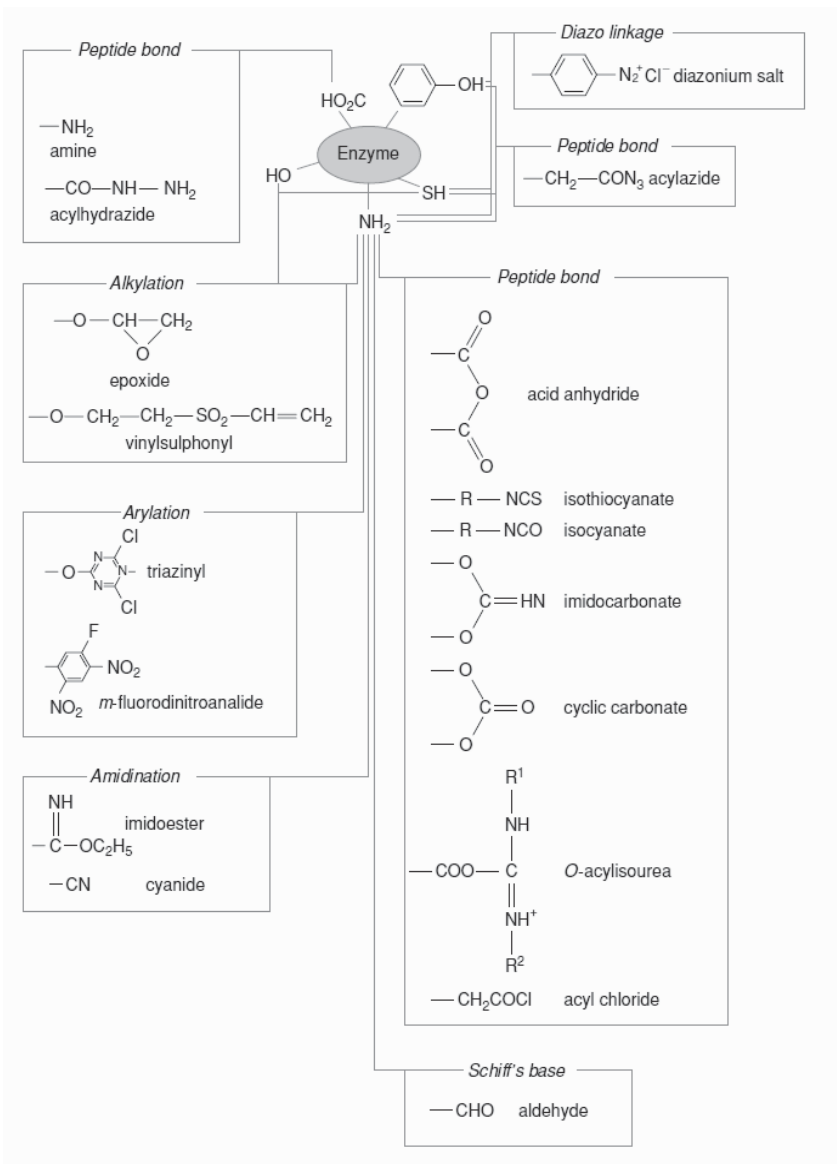 Peptide bond
—NH₂
amine
—CO—NH— NH₂
acylhydrazide
HO₂C
OH
Enzyme
HO
SH
NH₂
Diazo linkage
N₂⁺Cl⁻ diazonium salt
Peptide bond
—CH₂—CON₃ acylazide
Alkylation
—O—CH—CH₂
O
epoxide
—O—CH₂—CH₂—SO₂—CH=CH₂
vinylsulphonyl
Arylation
Cl
N
—O N— triazinyl
N
Cl
F
NO₂
NO₂ m-fluorodinitroanalide
Amidination
NH
imidoester
—C—OC₂H₅
—CN cyanide
Peptide bond
O
—C
O acid anhydride
—C
O
—R—NCS isothiocyanate
—R—NCO isocyanate
—O
C=HN imidocarbonate
—O
—O
C=O cyclic carbonate
—O
R¹
NH
—COO—C O-acylisourea
NH⁺
R²
—CH₂COCl acyl chloride
Schiff's base
—CHO aldehyde